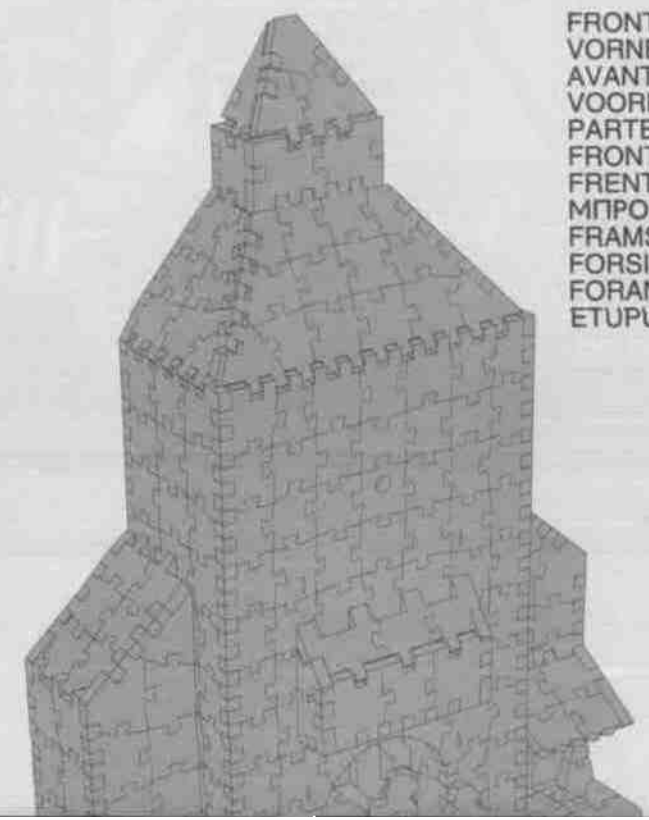 FRONT
VORNE
AVANT
VOOR
PARTE
FRONT
FRENT
ΜΠΡΟ
FRAMS
FORSI
FORAN
ETUPU